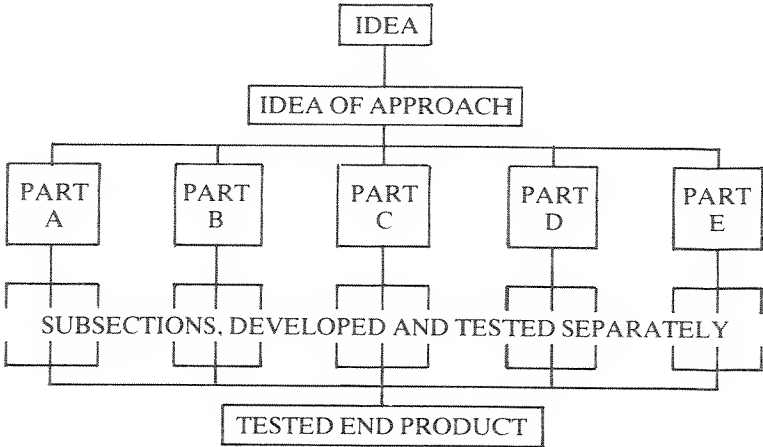 IDEA
IDEA OF APPROACH
PART
A
PART
B
PART
C
PART
D
PART
E
SUBSECTIONS, DEVELOPED AND TESTED SEPARATELY
TESTED END PRODUCT